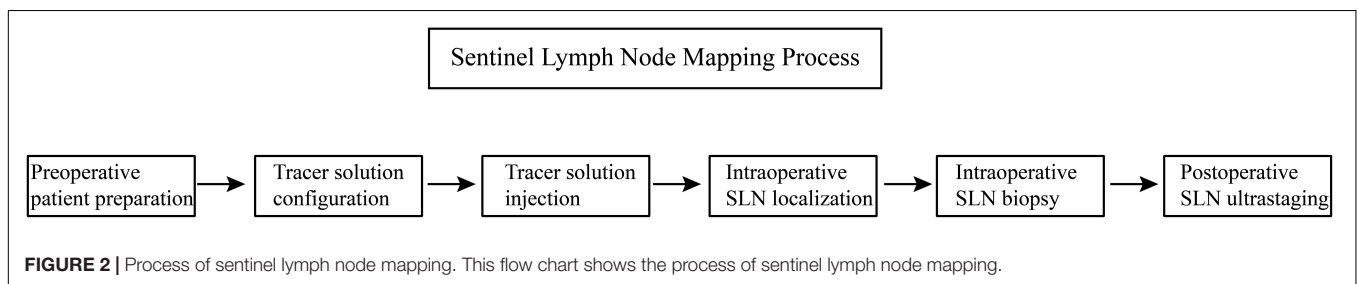 Sentinel Lymph Node Mapping Process
Preoperative
patient preparation
Tracer solution
configuration
Tracer solution
injection
Intraoperative
SLN localization
Intraoperative
SLN biopsy
Postoperative
SLN ultrastaging
FIGURE 2 | Process of sentinel lymph node mapping. This flow chart shows the process of sentinel lymph node mapping.